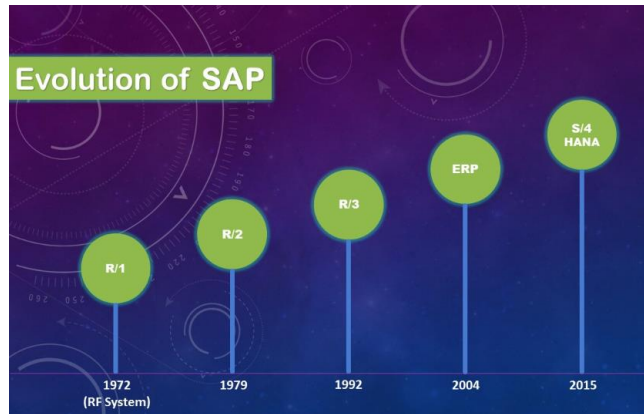 Evolution of SAP
S/4
HANA
ERP
R/3
R/2
R/1
1972
(RF System)
1979
1992
2004
2015